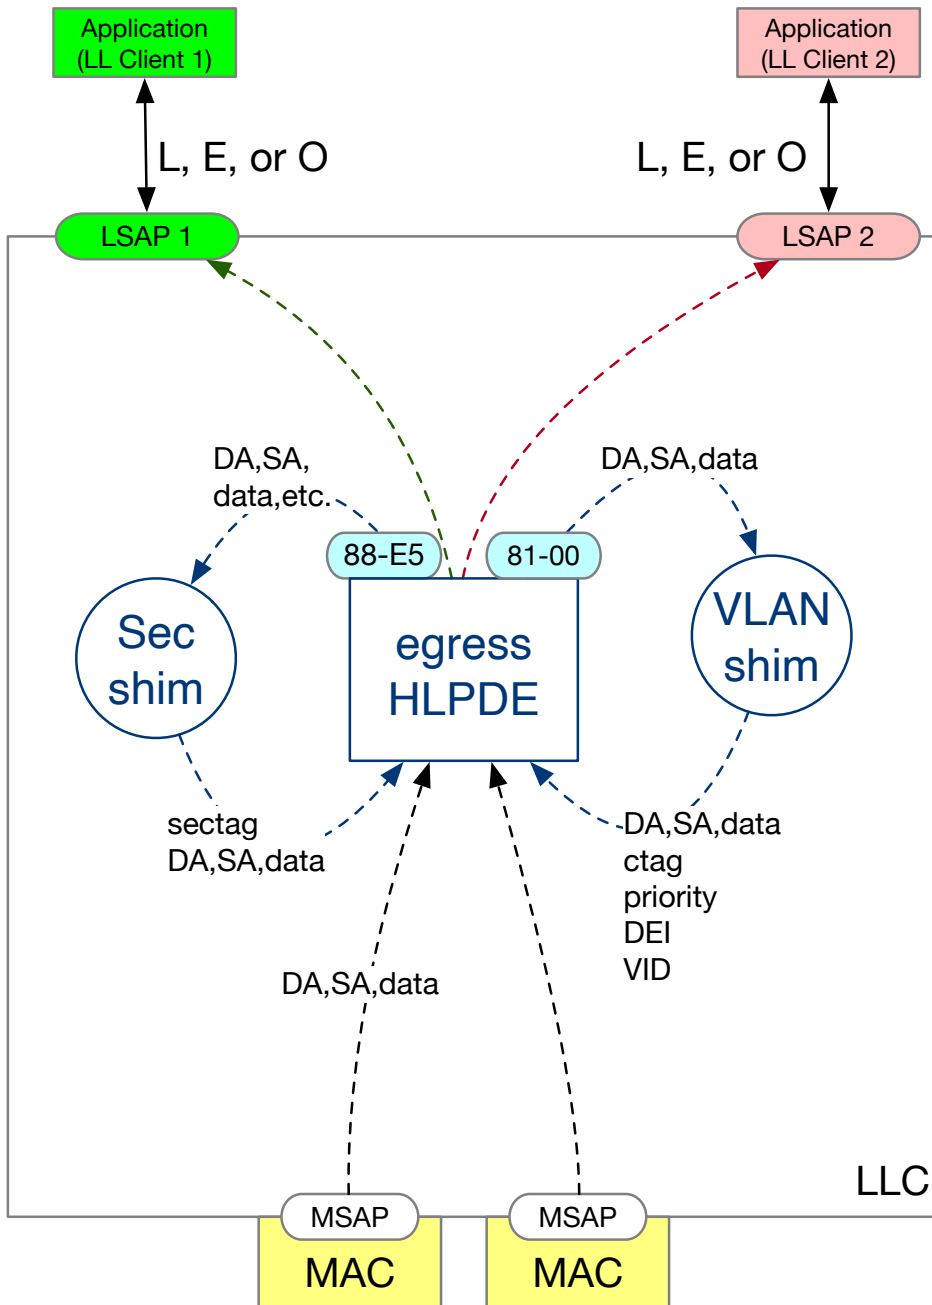 Application
(LL Client 1)
Application
(LL Client 2)
L, E, or O
L, E, or O
LSAP 1
LSAP 2
DA,SA,
data,etc.
DA,SA,data
88-E5
81-00
Sec
shim
egress
HLPDE
VLAN
shim
sectag
DA,SA,data
DA,SA,data
ctag
priority
DEI
VID
DA,SA,data
LLC
MSAP
MSAP
MAC
MAC